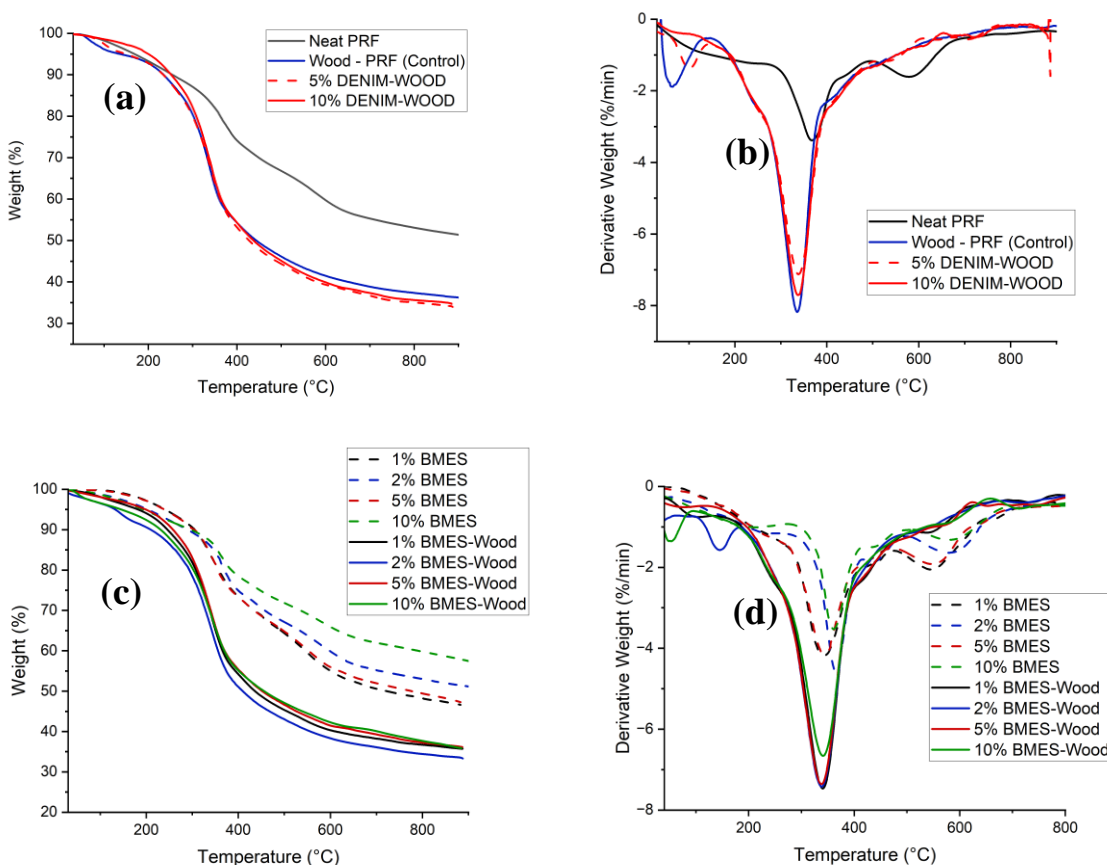 100
90
80
70
60
50
40
30
200
400
600
800
Weight (%)
Temperature (°C)
(a)
Neat PRF
Wood - PRF (Control)
5% DENIM-WOOD
10% DENIM-WOOD
0
−2
−4
−6
−8
200
400
600
800
Derivative Weight (%/min)
Temperature (°C)
(b)
Neat PRF
Wood - PRF (Control)
5% DENIM-WOOD
10% DENIM-WOOD
100
90
80
70
60
50
40
30
20
200
400
600
800
Weight (%)
Temperature (°C)
(c)
1% BMES
2% BMES
5% BMES
10% BMES
1% BMES-Wood
2% BMES-Wood
5% BMES-Wood
10% BMES-Wood
0
−2
−4
−6
−8
200
400
600
800
Derivative Weight (%/min)
Temperature (°C)
(d)
1% BMES
2% BMES
5% BMES
10% BMES
1% BMES-Wood
2% BMES-Wood
5% BMES-Wood
10% BMES-Wood